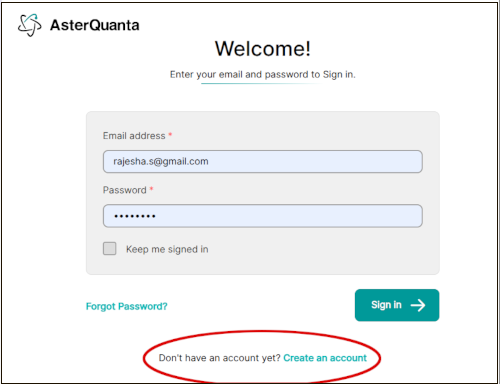 AsterQuanta
Welcome!
Enter your email and password to Sign in.
Email address *
rajesha.s@gmail.com
Password *
••••••••
Keep me signed in
Forgot Password?
Sign in →
Don't have an account yet? Create an account